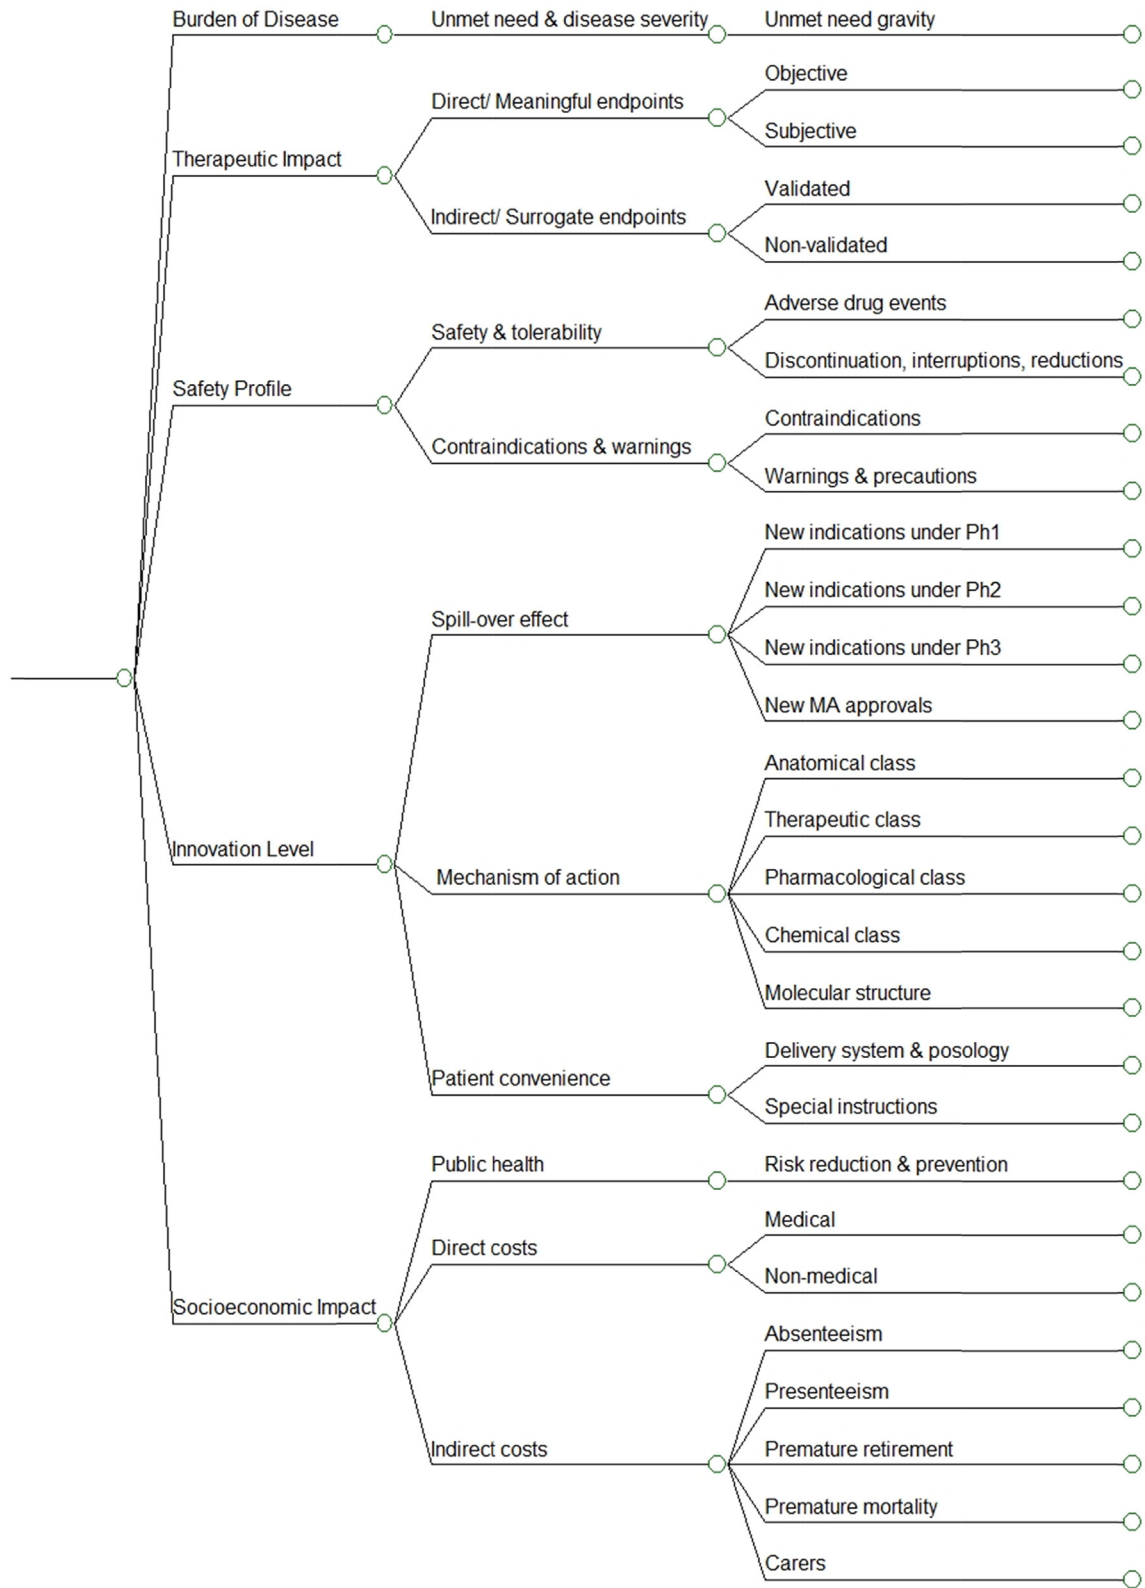 Burden of Disease
Unmet need & disease severity
Unmet need gravity
Therapeutic Impact
Direct/ Meaningful endpoints
Objective
Subjective
Indirect/ Surrogate endpoints
Validated
Non-validated
Safety Profile
Safety & tolerability
Adverse drug events
Discontinuation, interruptions, reductions
Contraindications & warnings
Contraindications
Warnings & precautions
Innovation Level
Spill-over effect
New indications under Ph1
New indications under Ph2
New indications under Ph3
New MA approvals
Mechanism of action
Anatomical class
Therapeutic class
Pharmacological class
Chemical class
Molecular structure
Patient convenience
Delivery system & posology
Special instructions
Socioeconomic Impact
Public health
Risk reduction & prevention
Direct costs
Medical
Non-medical
Indirect costs
Absenteeism
Presenteeism
Premature retirement
Premature mortality
Carers